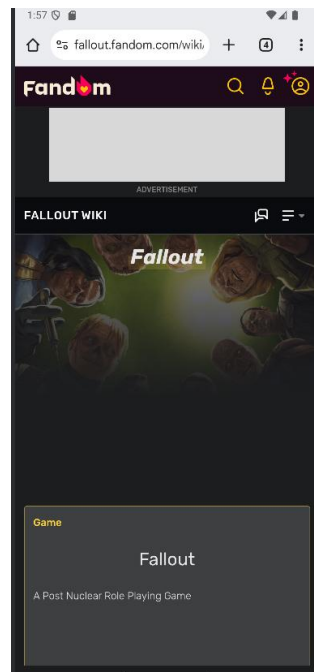 1:57
fallout.fandom.com/wiki/
4
Fandom
ADVERTISEMENT
FALLOUT WIKI
Fallout
Game
Fallout
A Post Nuclear Role Playing Game